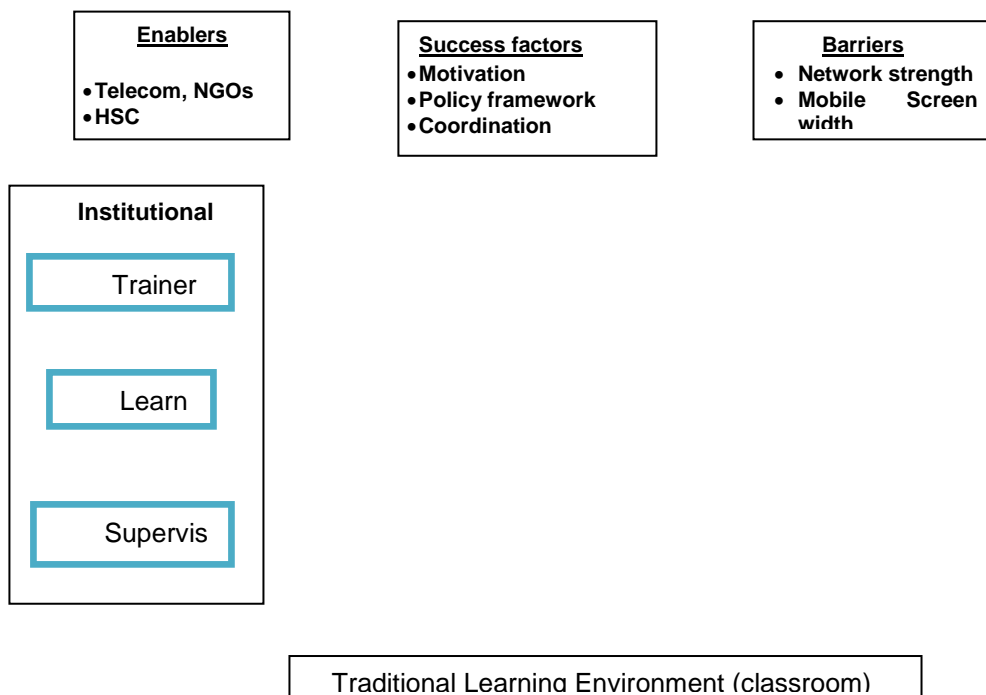 Enablers
•Telecom, NGOs
•HSC
Success factors
•Motivation
•Policy framework
•Coordination
Barriers
• Network strength
• Mobile Screen
width
Institutional
Trainer
Learn
Supervis
Traditional Learning Environment (classroom)